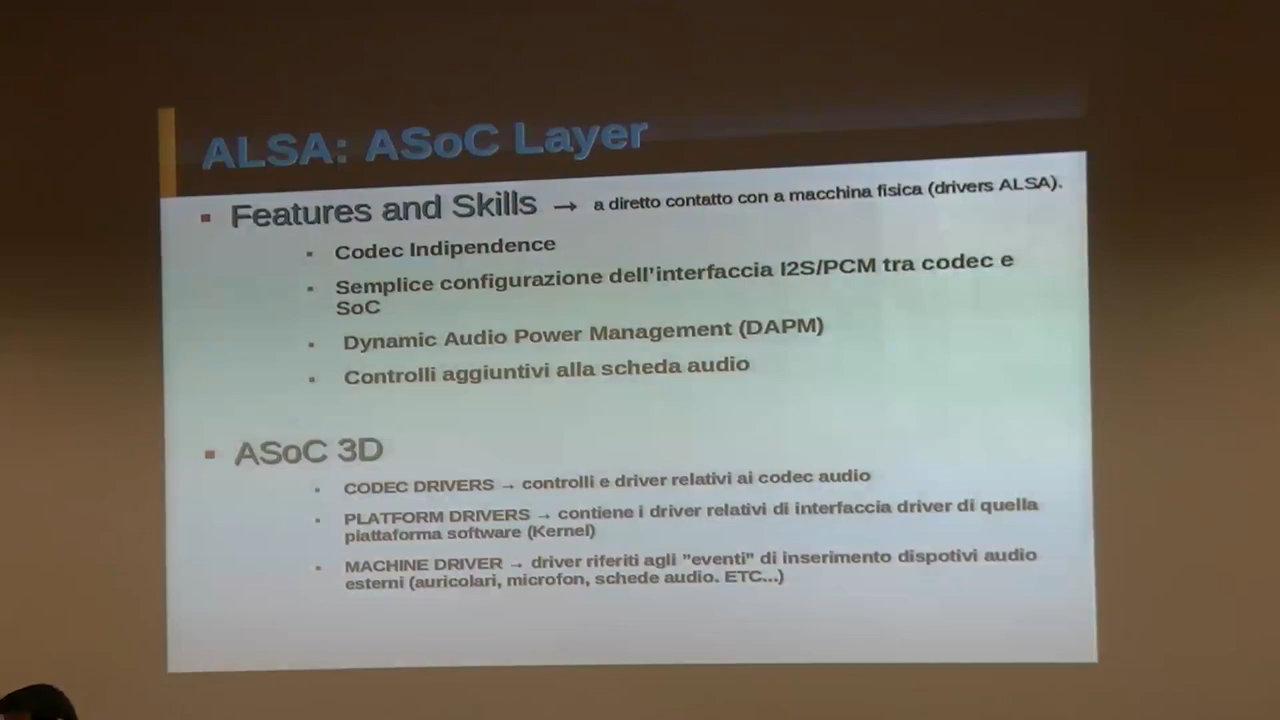 ALSA: ASoC Layer
Features and Skills → a diretto contatto con a macchina fisica (drivers ALSA).
Codec Indipendence
Semplice configurazione dell'interfaccia I2S/PCM tra codec e
SoC
Dynamic Audio Power Management (DAPM)
Controlli aggiuntivi alla scheda audio
ASoC 3D
CODEC DRIVERS → controlli e driver relativi ai codec audio
PLATFORM DRIVERS → contiene i driver relativi di interfaccia driver di quella
piattaforma software (Kernel)
MACHINE DRIVER → driver riferiti agli "eventi" di inserimento dispotivi audio
esterni (auricolari, microfon, schede audio. ETC...)